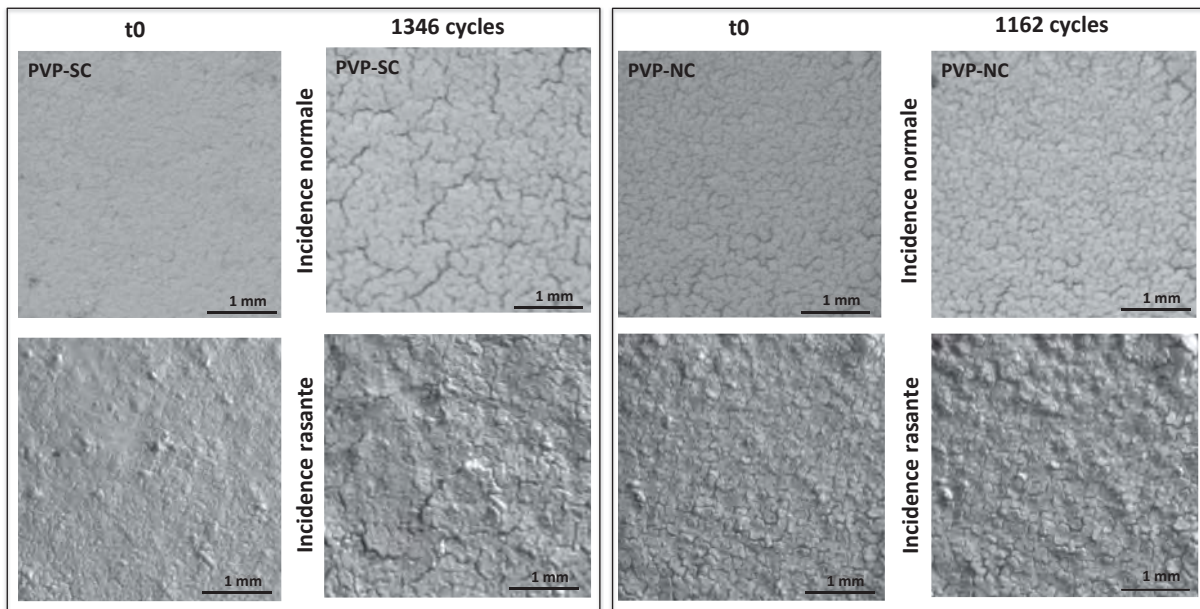 t0
1346 cycles
PVP-SC
PVP-SC
Incidence normale
1 mm
1 mm
Incidence rasante
1 mm
1 mm
t0
1162 cycles
PVP-NC
PVP-NC
Incidence normale
1 mm
1 mm
Incidence rasante
1 mm
1 mm